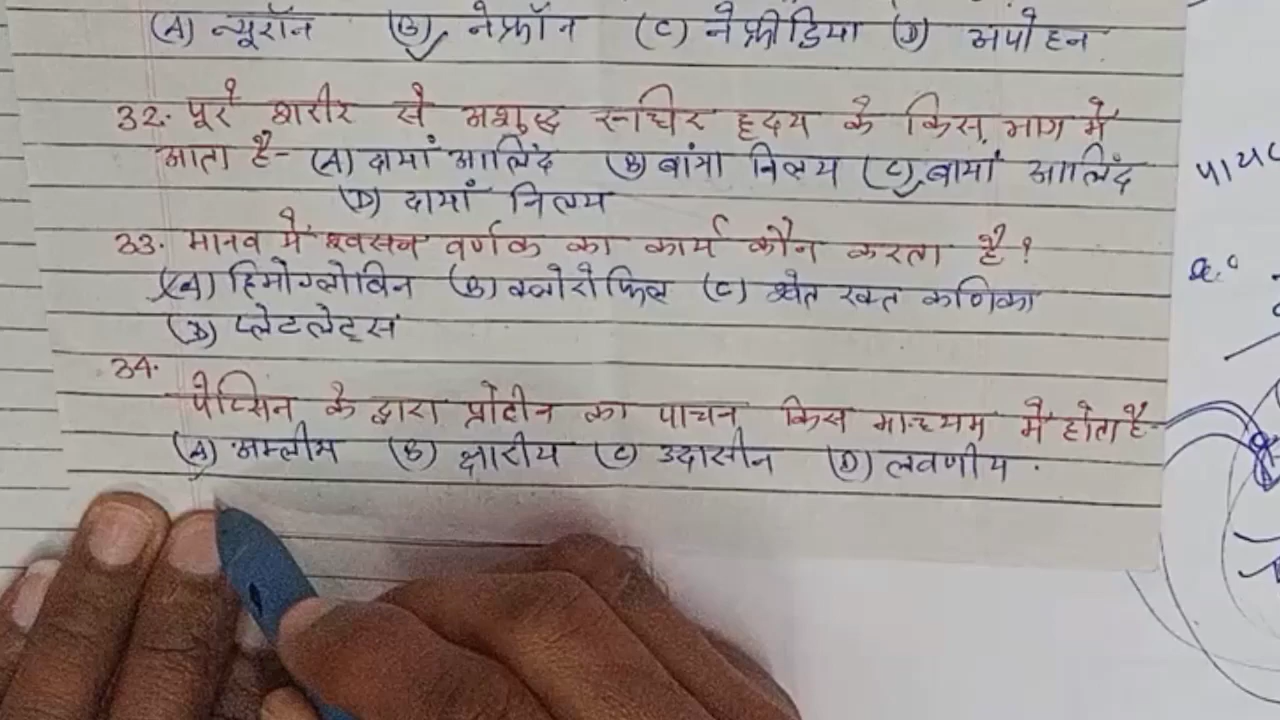 (A) न्यूरॉन (B) नेफ्रॉन (C) नेफ्रीडिया (D) अपोहन
32. पूरे शरीर से अशुद्ध रूधिर हृदय के किस भाग में
आता है- (A) दायां आलिंद (B) बांया निलय (C) बायां आलिंद
(D) दायां निलय
33. मानव में श्वसन वर्णक का कार्य कौन करता है?
(A) हिमोग्लोबिन (B) क्लोरोफिल (C) श्वेत रक्त कणिका
(D) प्लेटलेट्स
34.
पेप्सिन के द्वारा प्रोटीन का पाचन किस माध्यम में होता है-
(A) अम्लीय (B) क्षारीय (C) उदासीन (D) लवणीय .